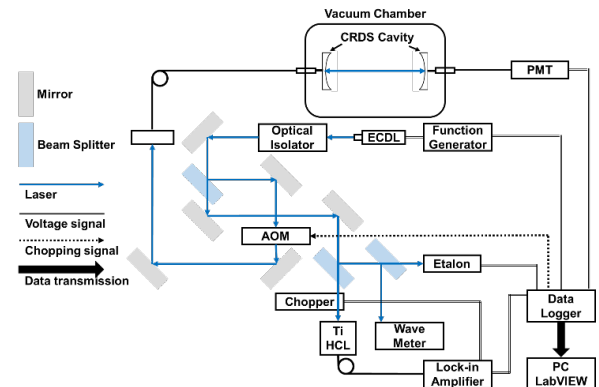 Vacuum Chamber
CRDS Cavity
PMT
Mirror
Beam Splitter
Laser
Voltage signal
Chopping signal
Data transmission
Optical
Isolator
ECDL
Function
Generator
AOM
Etalon
Chopper
Ti
HCL
Wave
Meter
Lock-in
Amplifier
Data
Logger
PC
LabVIEW